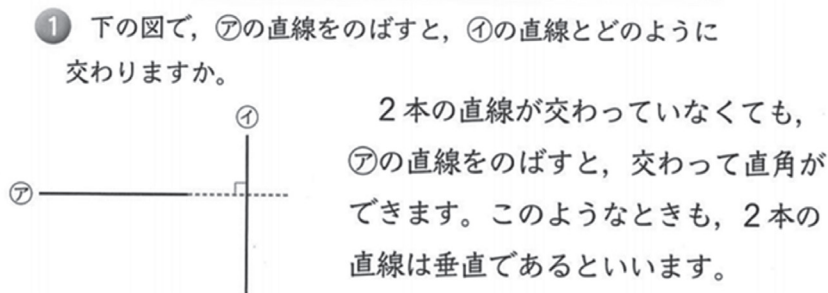 1 下の図で，㋐の直線をのばすと，㋑の直線とどのように
交わりますか。
㋑
㋐
2本の直線が交わっていなくても，
㋐の直線をのばすと，交わって直角が
できます。このようなときも，2本の
直線は垂直であるといいます。